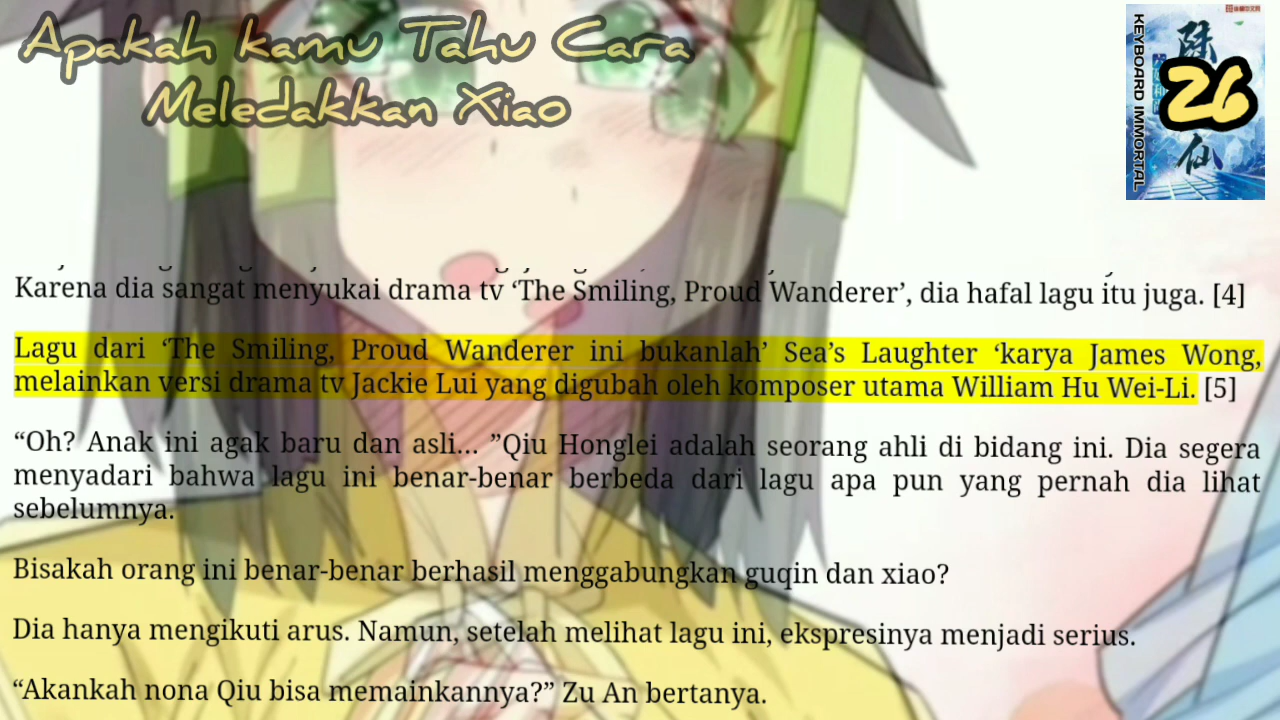 Apakah kamu Tahu Cara
Meledakkan Xiao
KEYBOARD IMMORTAL
陆
26
仙
Karena dia sangat menyukai drama tv ‘The Smiling, Proud Wanderer’, dia hafal lagu itu juga. [4]
Lagu dari ‘The Smiling, Proud Wanderer ini bukanlah’ Sea’s Laughter ‘karya James Wong,
melainkan versi drama tv Jackie Lui yang digubah oleh komposer utama William Hu Wei-Li. [5]
“Oh? Anak ini agak baru dan asli... ”Qiu Honglei adalah seorang ahli di bidang ini. Dia segera
menyadari bahwa lagu ini benar-benar berbeda dari lagu apa pun yang pernah dia lihat
sebelumnya.
Bisakah orang ini benar-benar berhasil menggabungkan guqin dan xiao?
Dia hanya mengikuti arus. Namun, setelah melihat lagu ini, ekspresinya menjadi serius.
“Akankah nona Qiu bisa memainkannya?” Zu An bertanya.